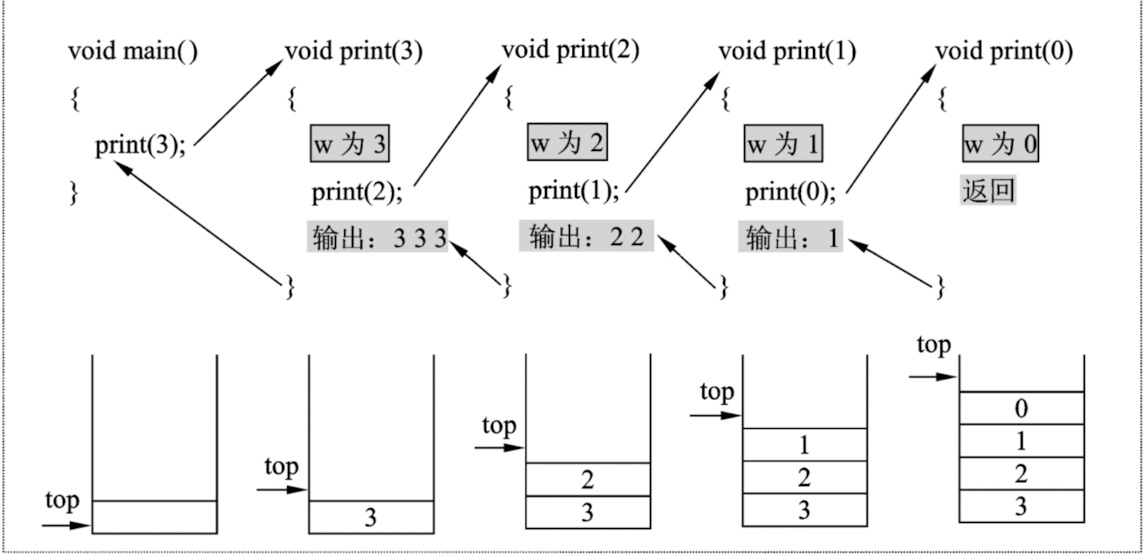 void main() void print(3) void print(2) void print(1) void print(0)
{ { { { {
w 为 3 w 为 2 w 为 1 w 为 0
print(3);
} print(2); print(1); print(0); 返回
输出：3 3 3 输出：2 2 输出：1
} } } }
top
top
top
top
top
3
2
3
1
2
3
0
1
2
3